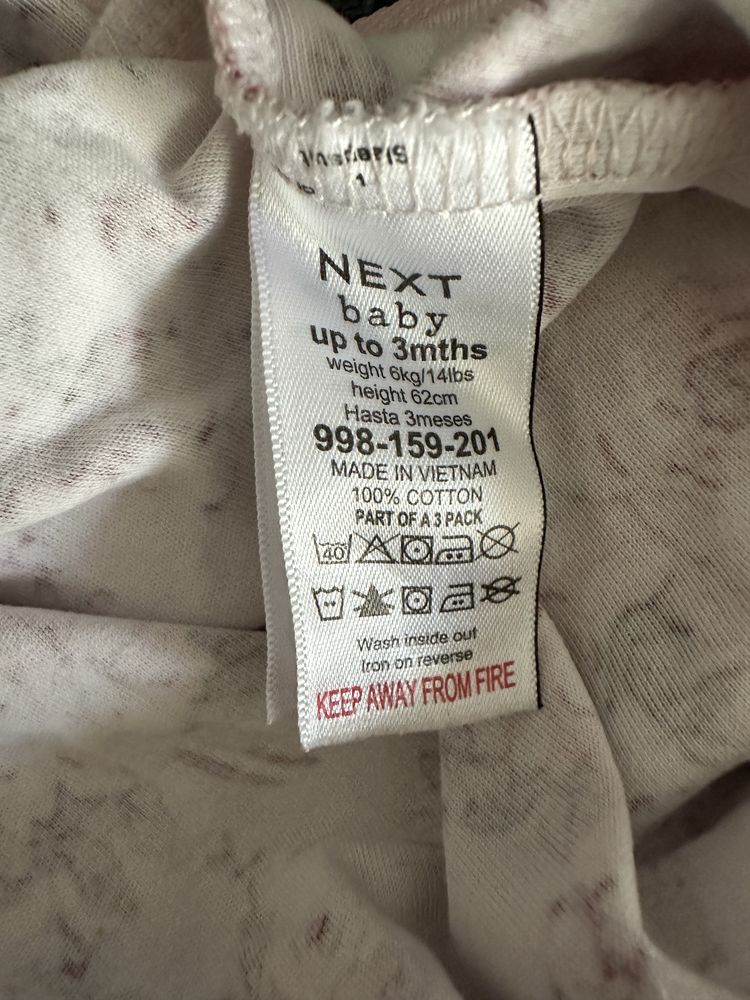 NEXT
baby
up to 3mths
weight 6kg/14lbs
height 62cm
Hasta 3meses
998-159-201
MADE IN VIETNAM
100% COTTON
PART OF A 3 PACK
40
Wash inside out
Iron on reverse
KEEP AWAY FROM FIRE